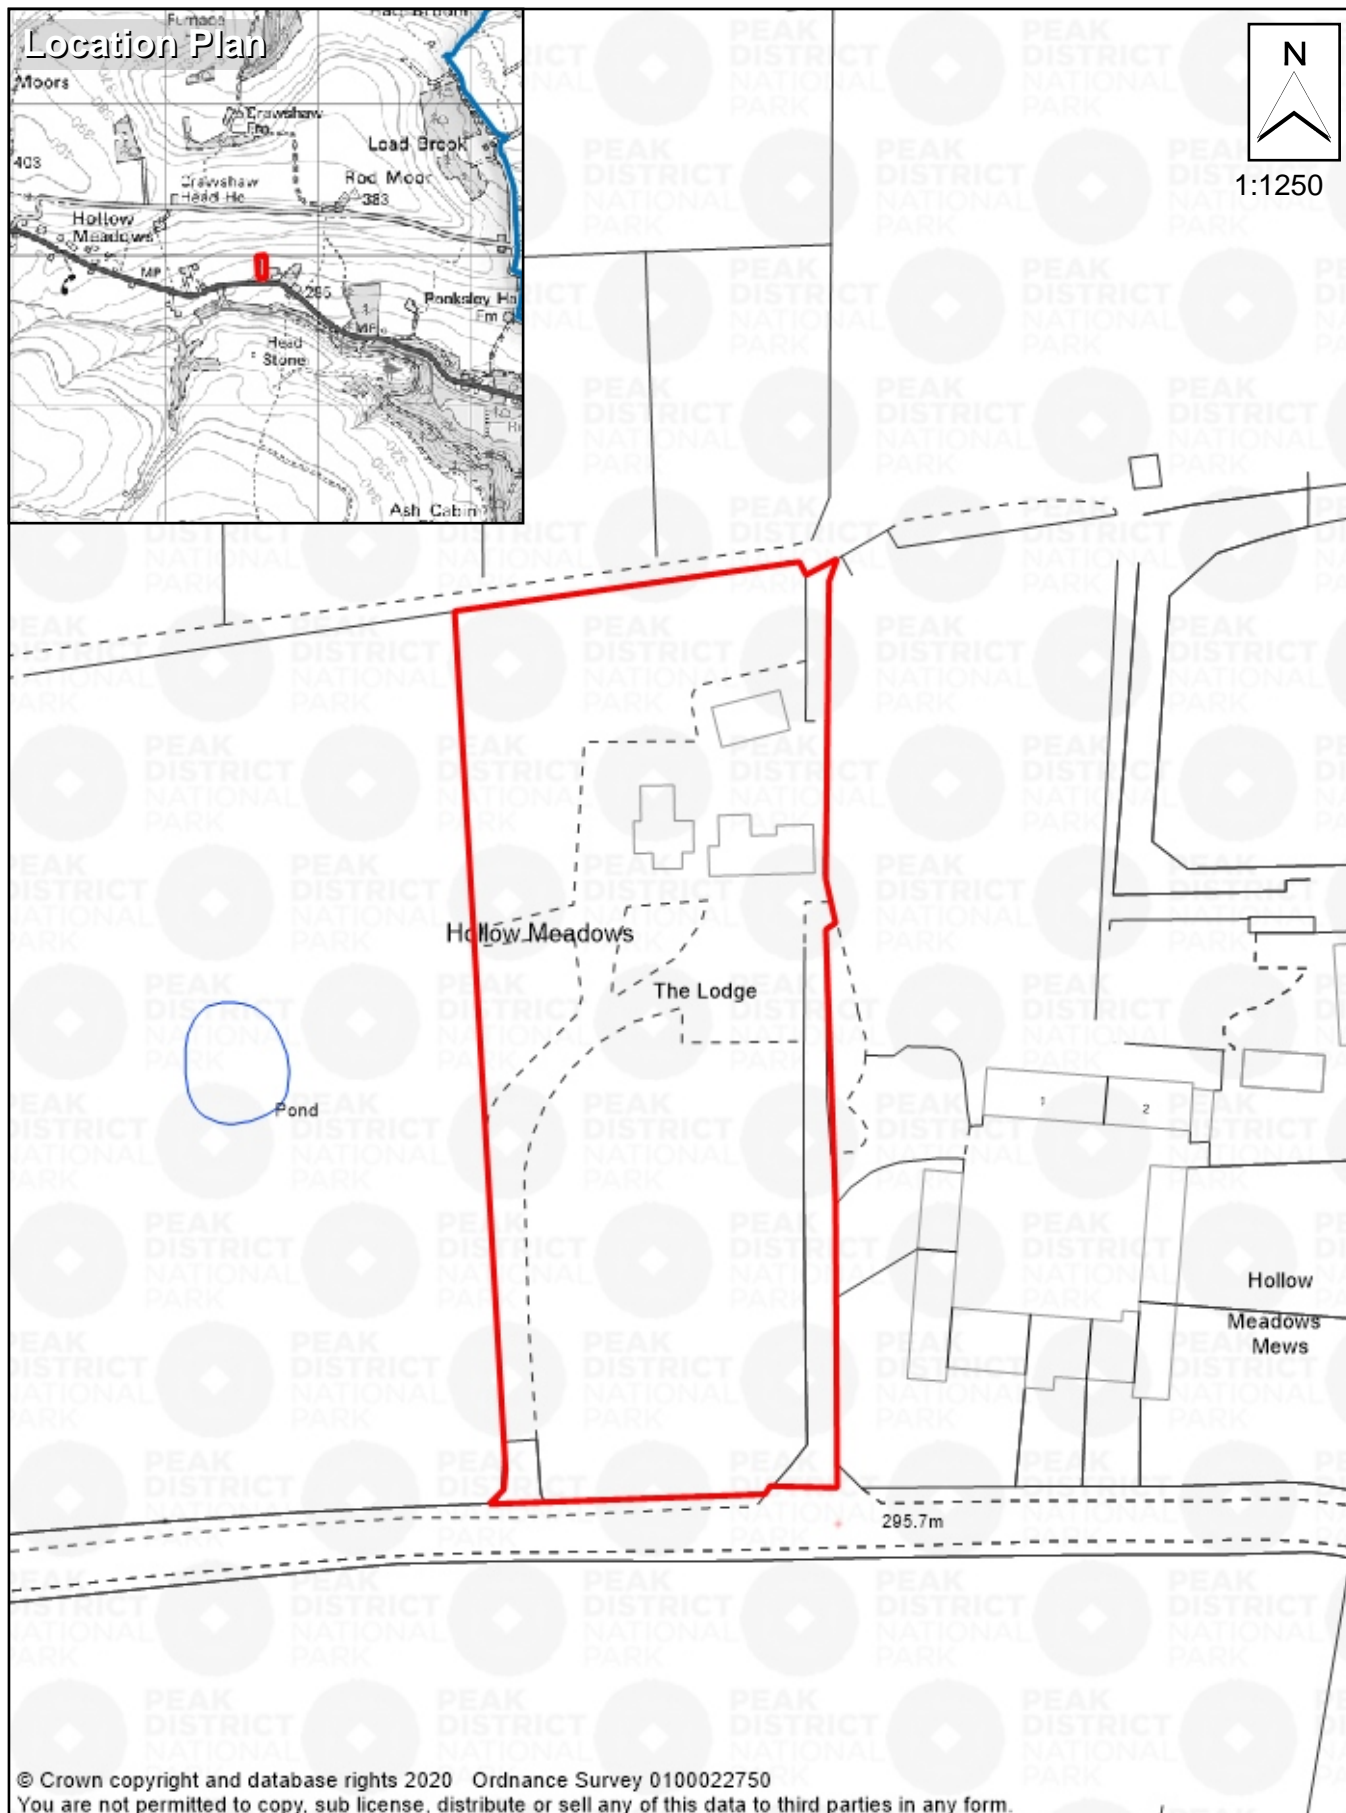 Location Plan
Furnace
Moors
Crawshaw
Fm
Load Brook
403
Crawshaw
Head Ho
Rod Moor
383
Hollow
Meadows
MP
295
MP
Head
Stone
Ash Cabin
N
1:1250
Hollow Meadows
The Lodge
Pond
1
2
Hollow
Meadows
Mews
295.7m
PEAK
DISTRICT
NATIONAL
PARK
© Crown copyright and database rights 2020 Ordnance Survey 0100022750
You are not permitted to copy, sub license, distribute or sell any of this data to third parties in any form.